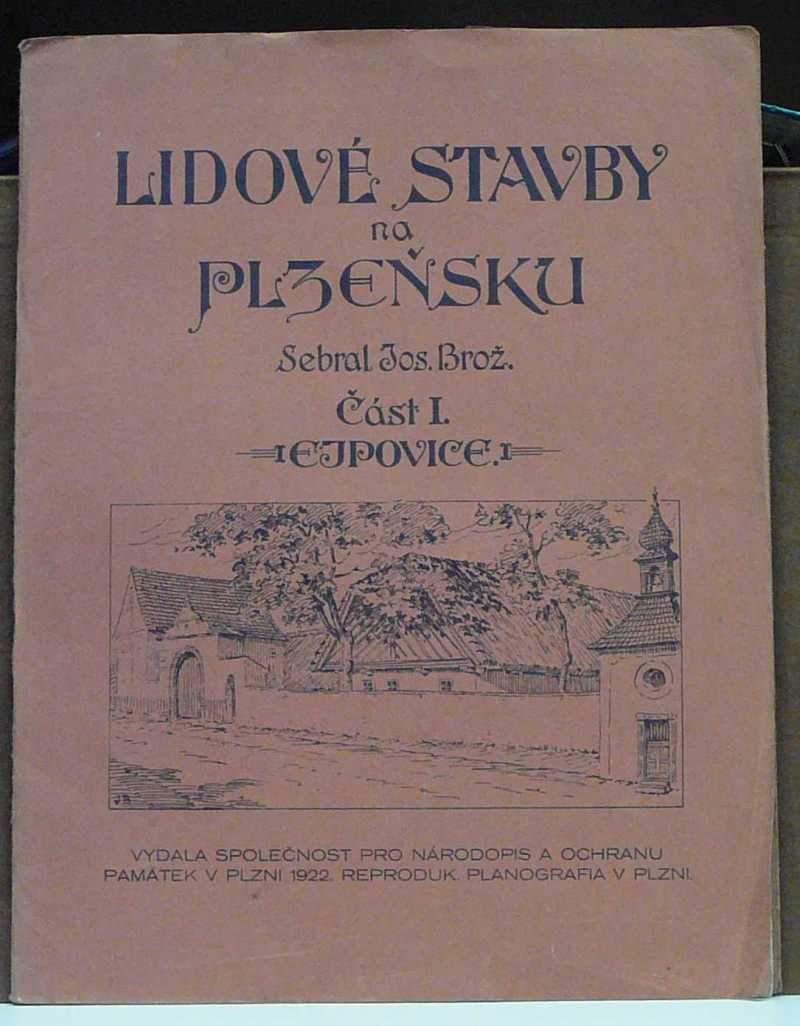 LIDOVÉ STAVBY
na
PLZEŇSKU
Sebral Jos. Brož.
Část I.
EJPOVICE.
JB
VYDALA SPOLEČNOST PRO NÁRODOPIS A OCHRANU
PAMÁTEK V PLZNI 1922. REPRODUK. PLANOGRAFIA V PLZNI.